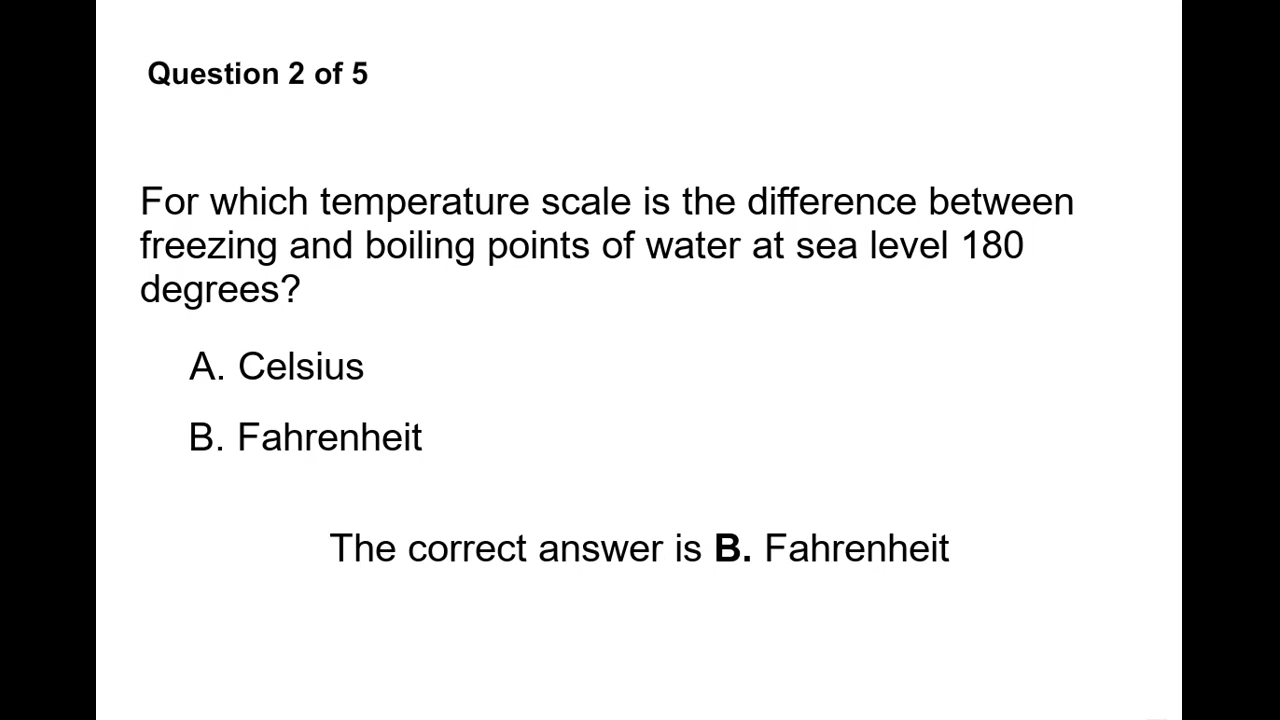 Question 2 of 5
For which temperature scale is the difference between
freezing and boiling points of water at sea level 180
degrees?
A. Celsius
B. Fahrenheit
The correct answer is B. Fahrenheit